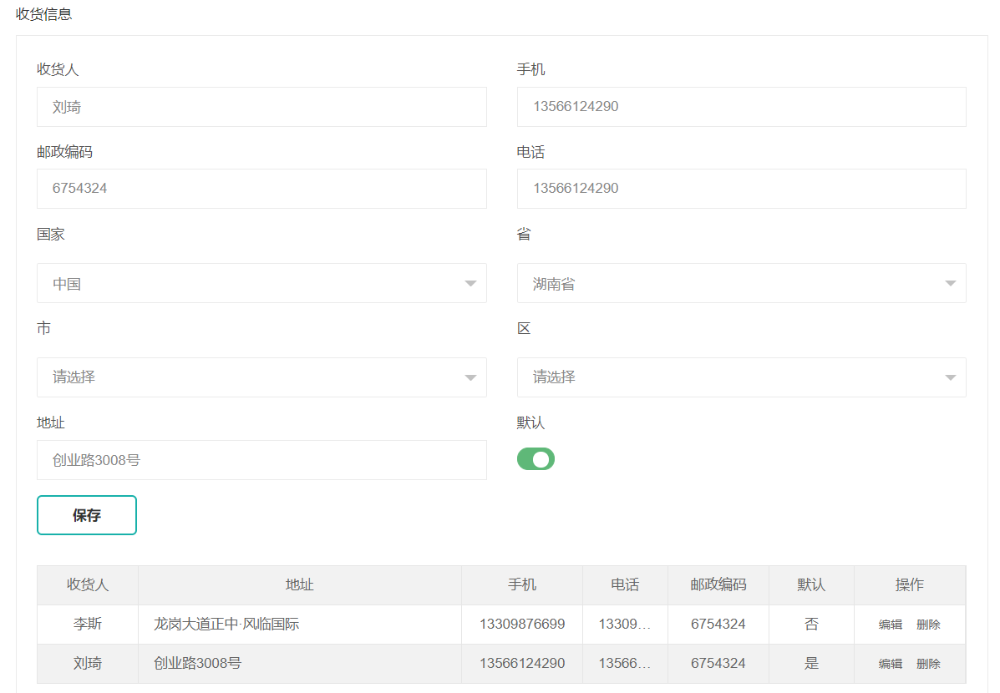 收货信息
收货人 手机
刘琦 13566124290
邮政编码 电话
6754324 13566124290
国家 省
中国 湖南省
市 区
请选择 请选择
地址 默认
创业路3008号
保存
收货人 地址 手机 电话 邮政编码 默认 操作
李斯 龙岗大道正中·风临国际 13309876699 13309... 6754324 否 编辑 删除
刘琦 创业路3008号 13566124290 13566... 6754324 是 编辑 删除